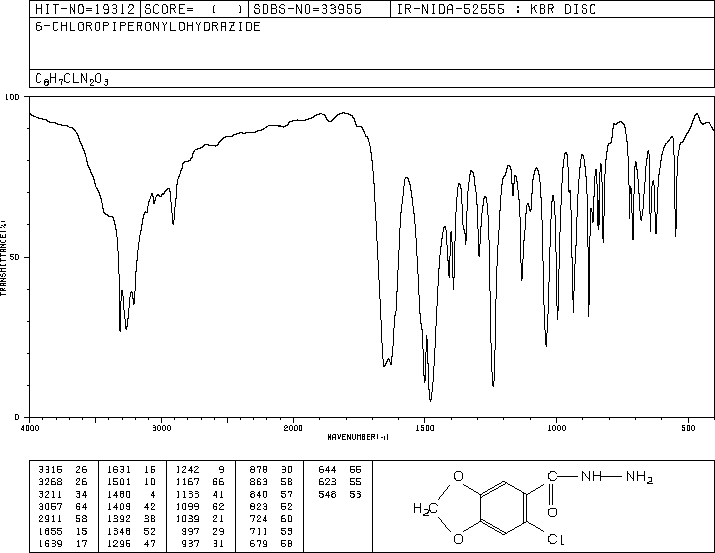 HIT-NO=19312 SCORE= ( ) SDBS-NO=33955 IR-NIDA-52555 : KBR DISC
6-CHLOROPIPERONYLOHYDRAZIDE
C8H7CLN2O3
100
50
0
TRANSMITTANCE(%)
4000 3000 2000 1500 1000 500
WAVENUMBER(-1)
3315 26 1631 16 1242 9 878 30 644 55
3268 26 1501 10 1167 66 863 58 623 55
3211 34 1480 4 1133 41 840 57 548 53
3067 64 1409 42 1099 62 823 52
2911 58 1392 38 1039 21 724 60
1655 15 1348 52 997 29 711 53
1639 17 1295 47 937 31 679 58
O
C NH NH2
H2C
O
O
Cl